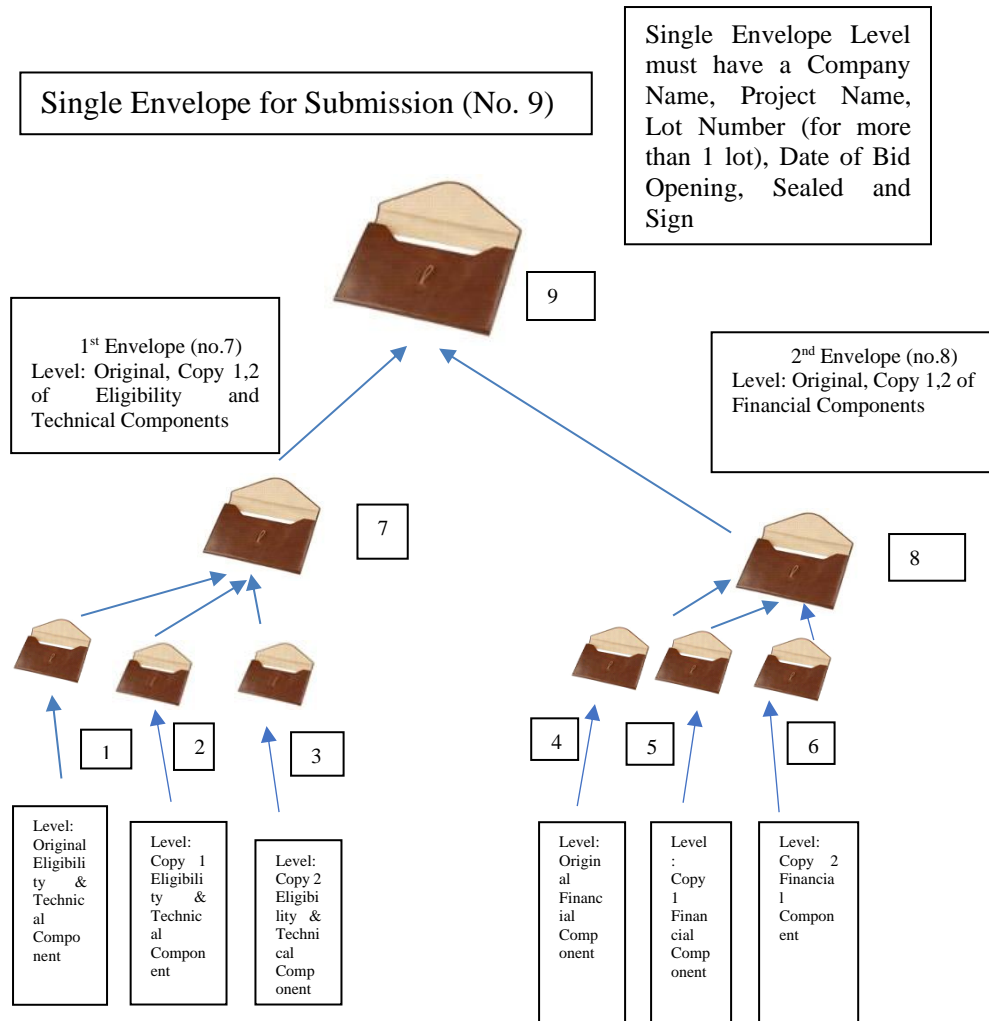 Single Envelope for Submission (No. 9)
Single Envelope Level
must have a Company
Name, Project Name,
Lot Number (for more
than 1 lot), Date of Bid
Opening, Sealed and
Sign
9
1st Envelope (no.7)
Level: Original, Copy 1,2
of Eligibility and
Technical Components
2nd Envelope (no.8)
Level: Original, Copy 1,2 of
Financial Components
7
8
1
2
3
4
5
6
Level:
Original
Eligibili
ty &
Technic
al
Compo
nent
Level:
Copy 1
Eligibilit
y &
Technic
al
Compon
ent
Level:
Copy 2
Eligibi
lity &
Techni
cal
Comp
onent
Level:
Origin
al
Financ
ial
Comp
onent
Level
:
Copy
1
Finan
cial
Comp
onent
Level:
Copy 2
Financia
l
Compon
ent